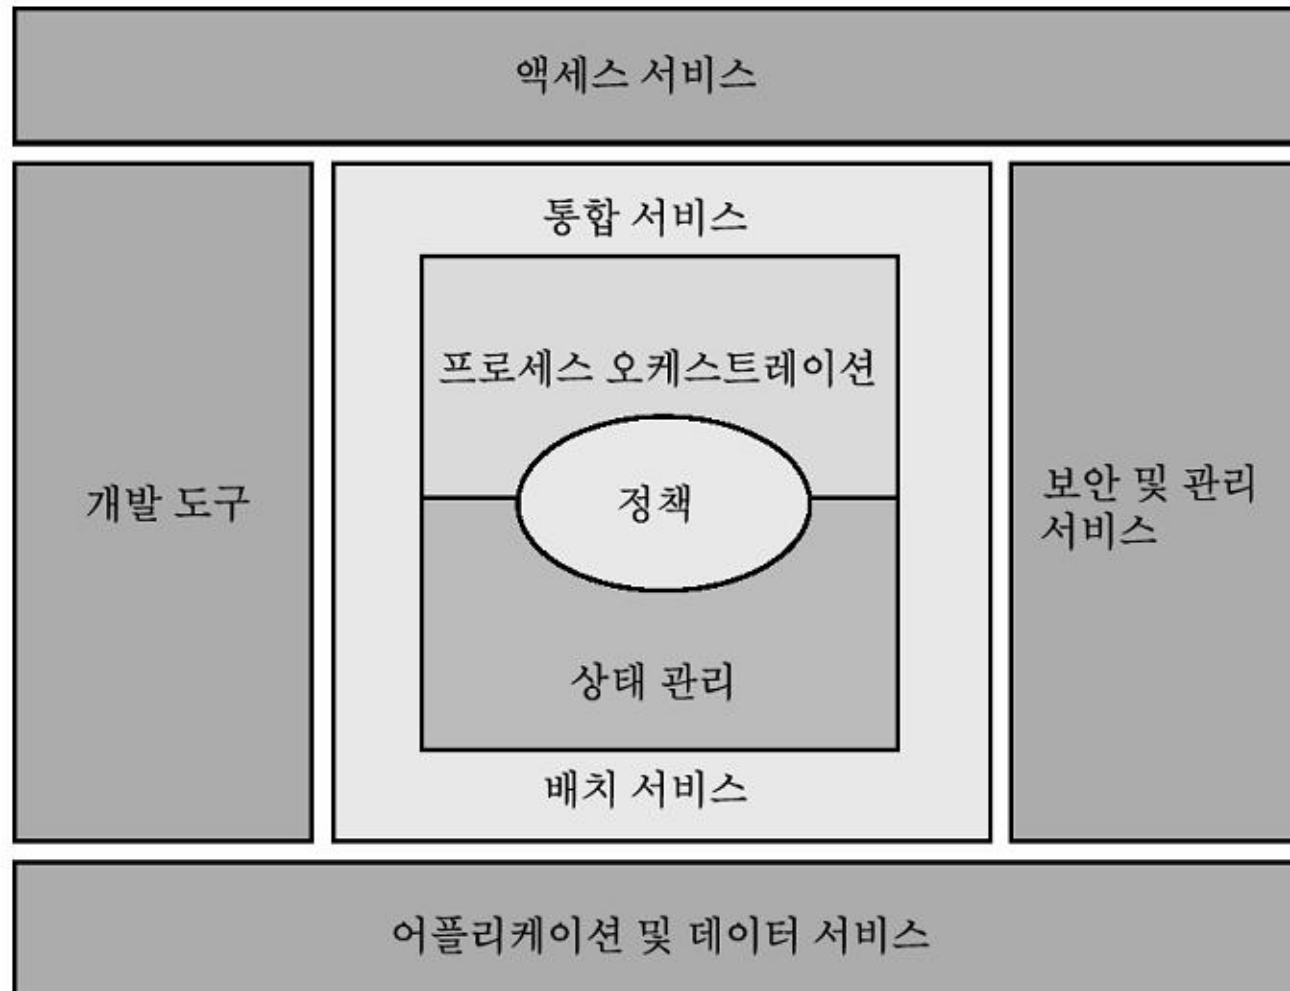 액세스 서비스
통합 서비스
프로세스 오케스트레이션
개발 도구
정책
보안 및 관리
서비스
상태 관리
배치 서비스
어플리케이션 및 데이터 서비스